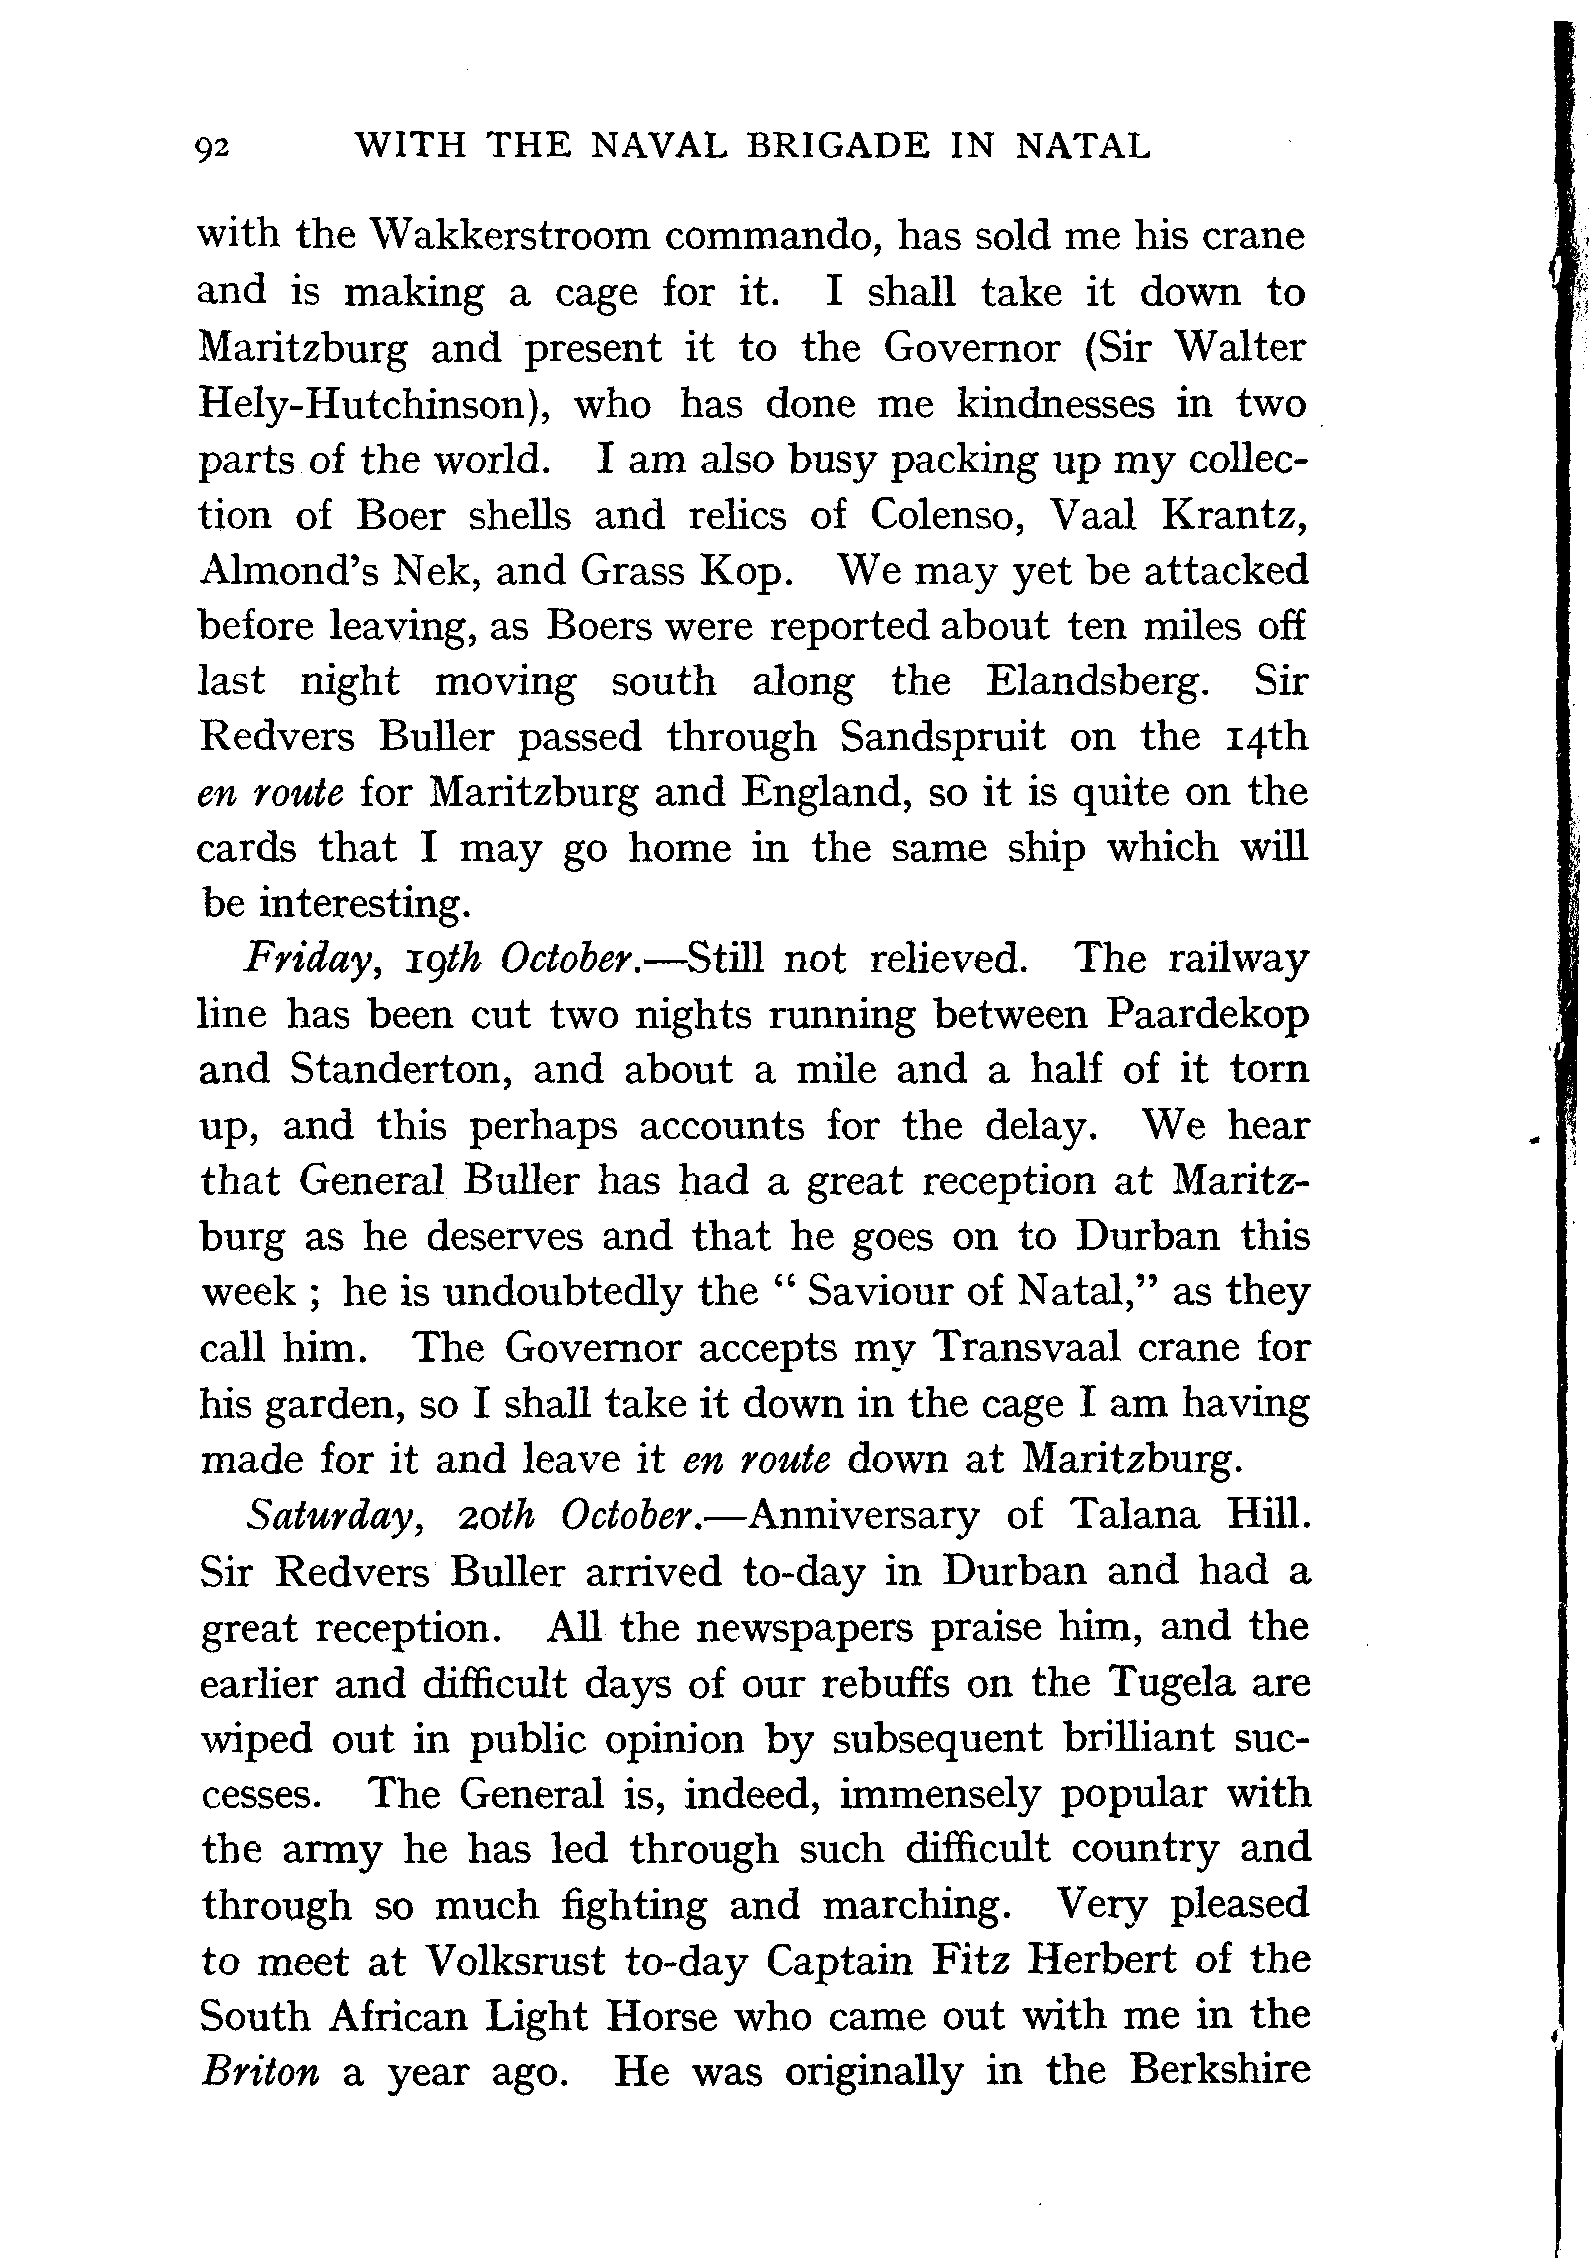 92 WITH THE NAVAL BRIGADE IN NATAL
with the Wakkerstroom commando, has sold me his crane
and is making a cage for it. I shall take it down to
Maritzburg and present it to the Governor (Sir Walter
Hely-Hutchinson), who has done me kindnesses in two
parts of the world. I am also busy packing up my collec-
tion of Boer shells and relics of Colenso, Vaal Krantz,
Almond's Nek, and Grass Kop. We may yet be attacked
before leaving, as Boers were reported about ten miles off
last night moving south along the Elandsberg. Sir
Redvers Buller passed through Sandspruit on the 14th
en route for Maritzburg and England, so it is quite on the
cards that I may go home in the same ship which will
be interesting.
Friday, 19th October.—Still not relieved. The railway
line has been cut two nights running between Paardekop
and Standerton, and about a mile and a half of it torn
up, and this perhaps accounts for the delay. We hear
that General Buller has had a great reception at Maritz-
burg as he deserves and that he goes on to Durban this
week ; he is undoubtedly the “ Saviour of Natal,” as they
call him. The Governor accepts my Transvaal crane for
his garden, so I shall take it down in the cage I am having
made for it and leave it en route down at Maritzburg.
Saturday, 20th October.—Anniversary of Talana Hill.
Sir Redvers Buller arrived to-day in Durban and had a
great reception. All the newspapers praise him, and the
earlier and difficult days of our rebuffs on the Tugela are
wiped out in public opinion by subsequent brilliant suc-
cesses. The General is, indeed, immensely popular with
the army he has led through such difficult country and
through so much fighting and marching. Very pleased
to meet at Volksrust to-day Captain Fitz Herbert of the
South African Light Horse who came out with me in the
Briton a year ago. He was originally in the Berkshire